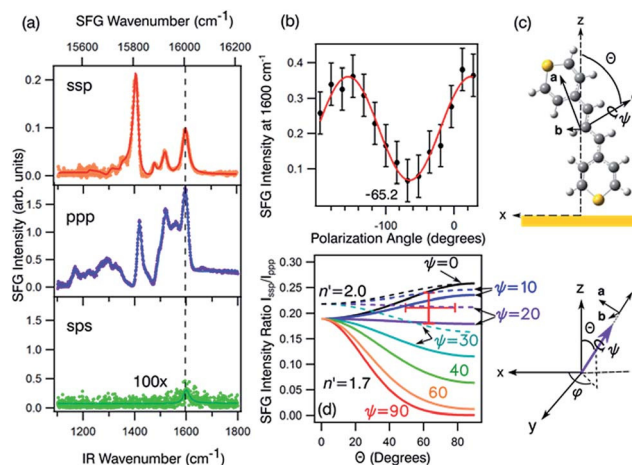 (a)
SFG Wavenumber (cm-1)
15600 15800 16000 16200
ssp
0.2
0.1
0.0
ppp
1.5
1.0
0.5
0.0
sps
1.5
1.0
0.5
0.0
100x
1200 1400 1600 1800
IR Wavenumber (cm-1)
SFG Intensity (arb. units)
(b)
0.4
0.3
0.2
0.1
-65.2
-100 0
Polarization Angle (degrees)
SFG Intensity at 1600 cm-1
0.30
0.25
0.20
0.15
0.10
0.05
0.00
n'=2.0
n'=1.7
ψ=0
ψ=10
ψ=20
ψ=30
40
60
ψ=90
(d)
0 20 40 60 80
Θ (Degrees)
SFG Intensity Ratio Issp/Ippp
(c)
z
Θ
a
ψ
b
x
z
a
b
Θ
ψ
x
φ
y